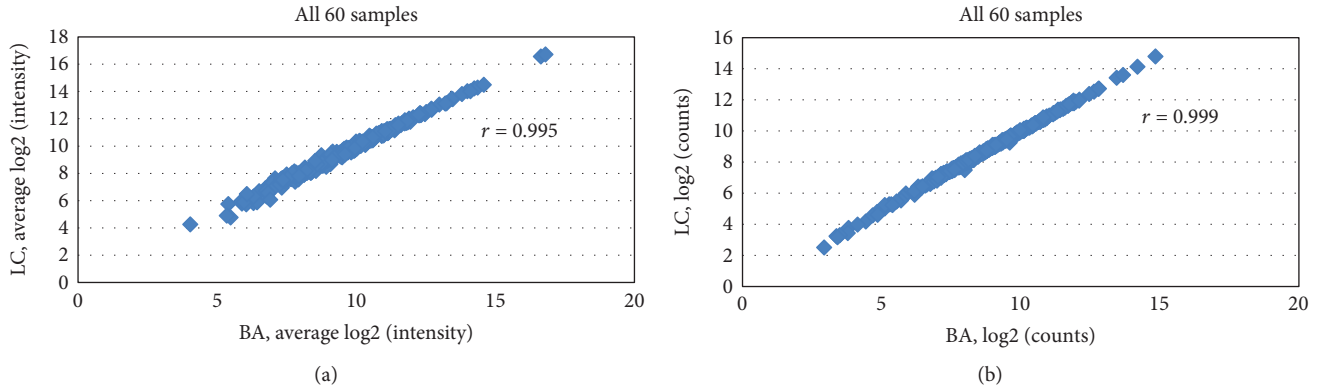 All 60 samples
18
16
14
12
10
8
6
4
2
0
LC, average log2 (intensity)
r = 0.995
0 5 10 15 20
BA, average log2 (intensity)
(a)
All 60 samples
16
14
12
10
8
6
4
2
0
LC, log2 (counts)
r = 0.999
0 5 10 15 20
BA, log2 (counts)
(b)